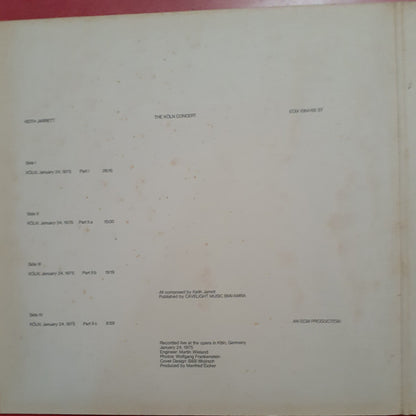 KEITH JARRETT
THE KÖLN CONCERT
ECM 1064/65 ST
Side I
KÖLN, January 24, 1975 Part I 26:15
Side II
KÖLN, January 24, 1975 Part II a 15:00
Side III
KÖLN, January 24, 1975 Part II b 19:19
Side IV
KÖLN, January 24, 1975 Part II c
All composed by Keith Jarrett
Published by CAVELIGHT MUSIC BMI/AMRA
AN ECM PRODUCTION
Recorded live at the opera in Köln, Germany
January 24, 1975
Engineer: Martin Wieland
Photos: Wolfgang Frankenstein
Cover Design: B&B Wojirsch
Produced by Manfred Eicher